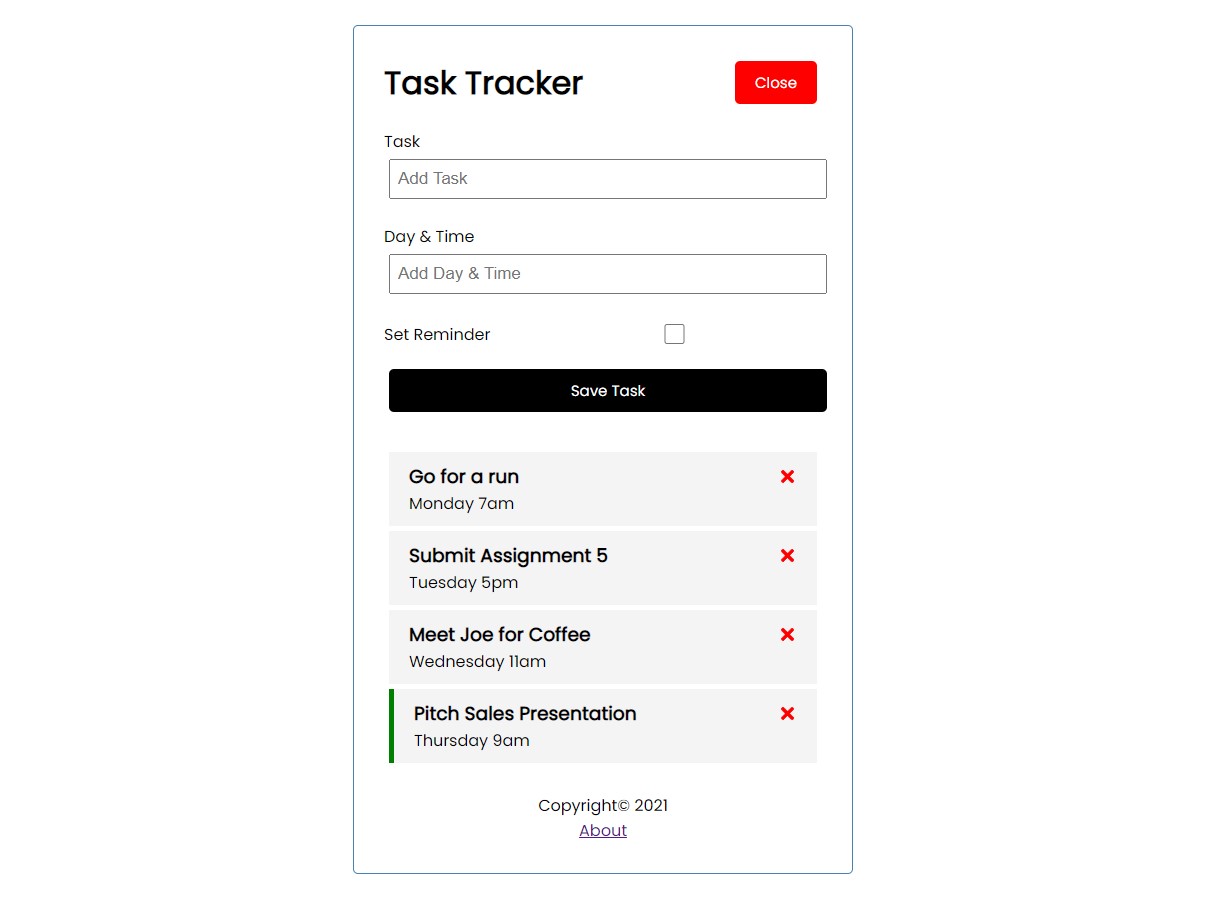 Task Tracker
Close
Task
Add Task
Day & Time
Add Day & Time
Set Reminder
Save Task
Go for a run
Monday 7am
Submit Assignment 5
Tuesday 5pm
Meet Joe for Coffee
Wednesday 11am
Pitch Sales Presentation
Thursday 9am
Copyright© 2021
About